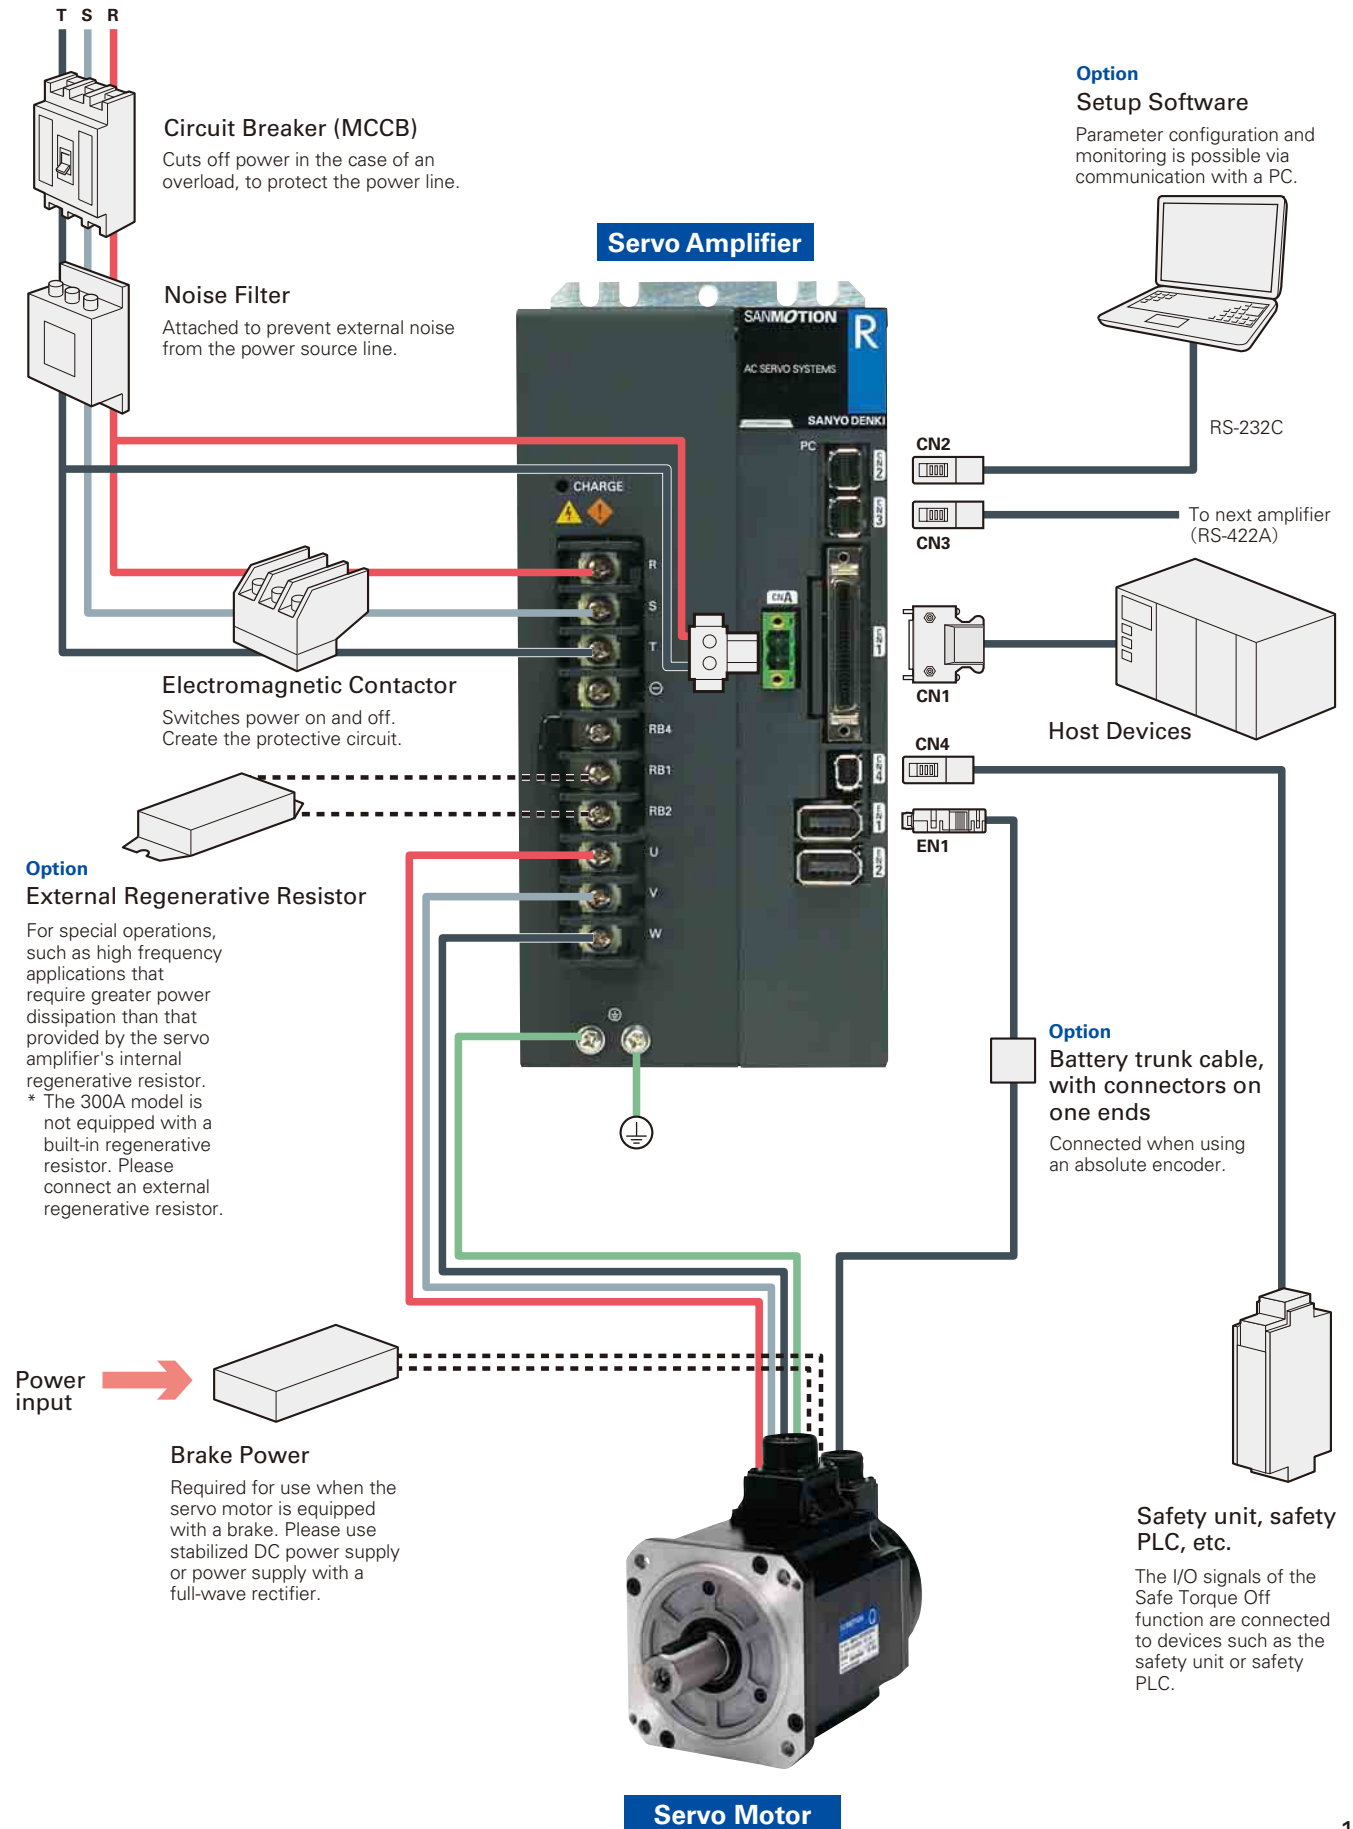 T S R
Circuit Breaker (MCCB)
Cuts off power in the case of an
overload, to protect the power line.
Noise Filter
Attached to prevent external noise
from the power source line.
Option
Setup Software
Parameter configuration and
monitoring is possible via
communication with a PC.
Servo Amplifier
SANMOTION
R
AC SERVO SYSTEMS
SANYO DENKI
PC
CN2
CN3
CHARGE
R
S
T
⊖
RB4
RB1
RB2
U
V
W
CNA
CN1
CN4
EN1
EN2
RS-232C
CN2
CN3
To next amplifier
(RS-422A)
CN1
Host Devices
CN4
EN1
Electromagnetic Contactor
Switches power on and off.
Create the protective circuit.
Option
External Regenerative Resistor
For special operations,
such as high frequency
applications that
require greater power
dissipation than that
provided by the servo
amplifier's internal
regenerative resistor.
* The 300A model is
not equipped with a
built-in regenerative
resistor. Please
connect an external
regenerative resistor.
Option
Battery trunk cable,
with connectors on
one ends
Connected when using
an absolute encoder.
Power
input
Brake Power
Required for use when the
servo motor is equipped
with a brake. Please use
stabilized DC power supply
or power supply with a
full-wave rectifier.
Safety unit, safety
PLC, etc.
The I/O signals of the
Safe Torque Off
function are connected
to devices such as the
safety unit or safety
PLC.
Servo Motor